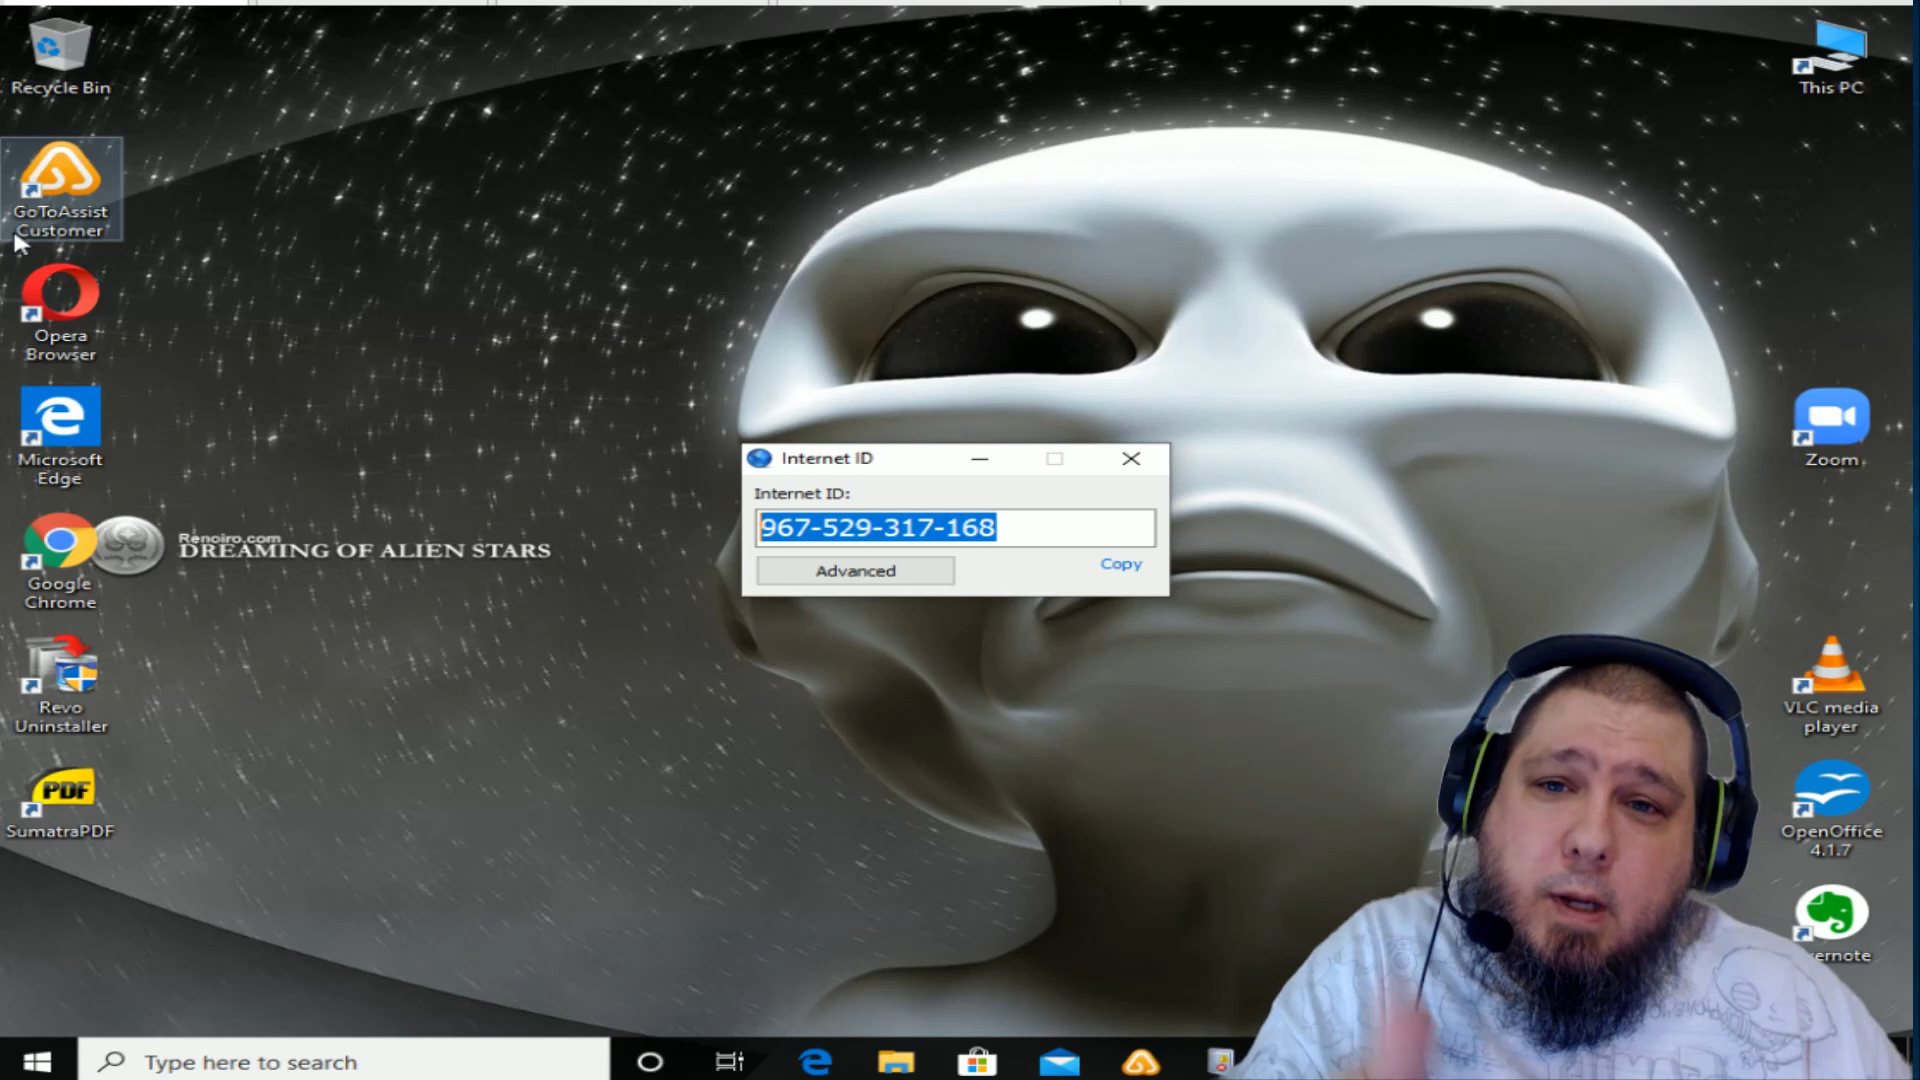 Recycle Bin
This PC
GoToAssist
Customer
Opera
Browser
Microsoft
Edge
Zoom
Internet ID
Internet ID:
967-529-317-168
Advanced
Copy
Renoiro.com
DREAMING OF ALIEN STARS
Google
Chrome
Revo
Uninstaller
VLC media
player
PDF
SumatraPDF
OpenOffice
4.1.7
ernote
Type here to search